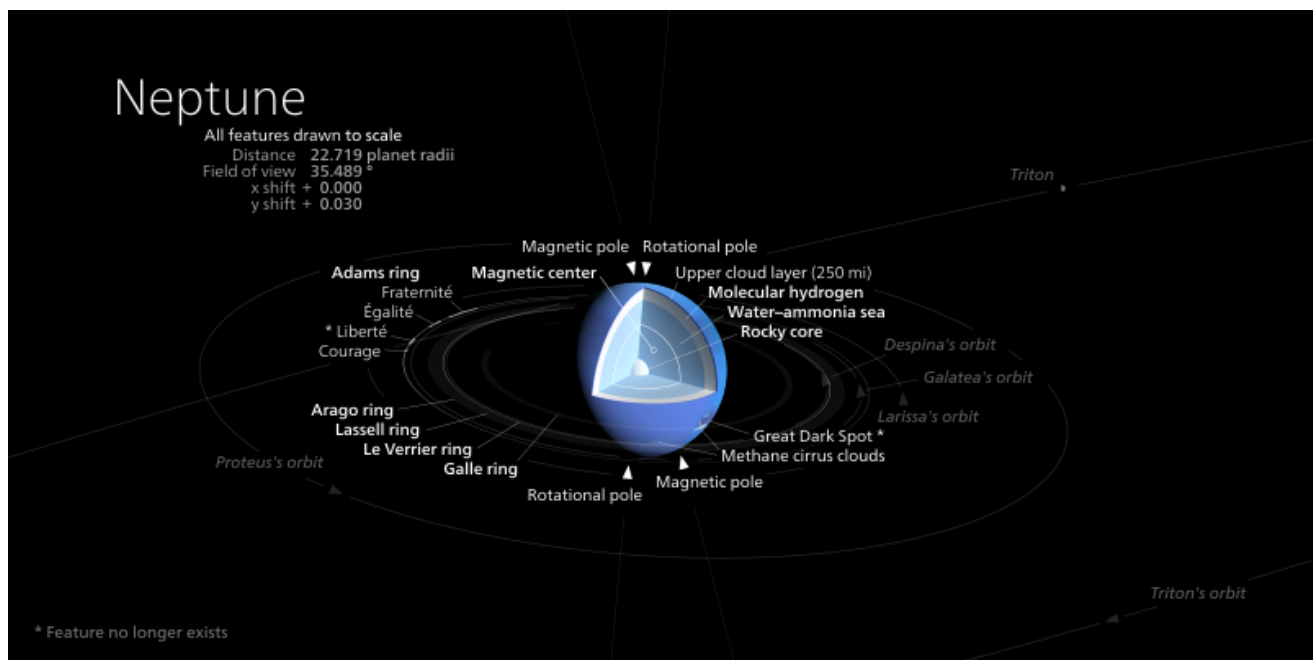 Neptune
All features drawn to scale
Distance 22.719 planet radii
Field of view 35.489 °
x shift + 0.000
y shift + 0.030
Triton
Magnetic pole
Rotational pole
Adams ring
Magnetic center
Upper cloud layer (250 mi)
Fraternité
Molecular hydrogen
Égalité
Water–ammonia sea
* Liberté
Rocky core
Courage
Despina's orbit
Galatea's orbit
Arago ring
Larissa's orbit
Lassell ring
Great Dark Spot *
Le Verrier ring
Methane cirrus clouds
Proteus's orbit
Galle ring
Magnetic pole
Rotational pole
Triton's orbit
* Feature no longer exists